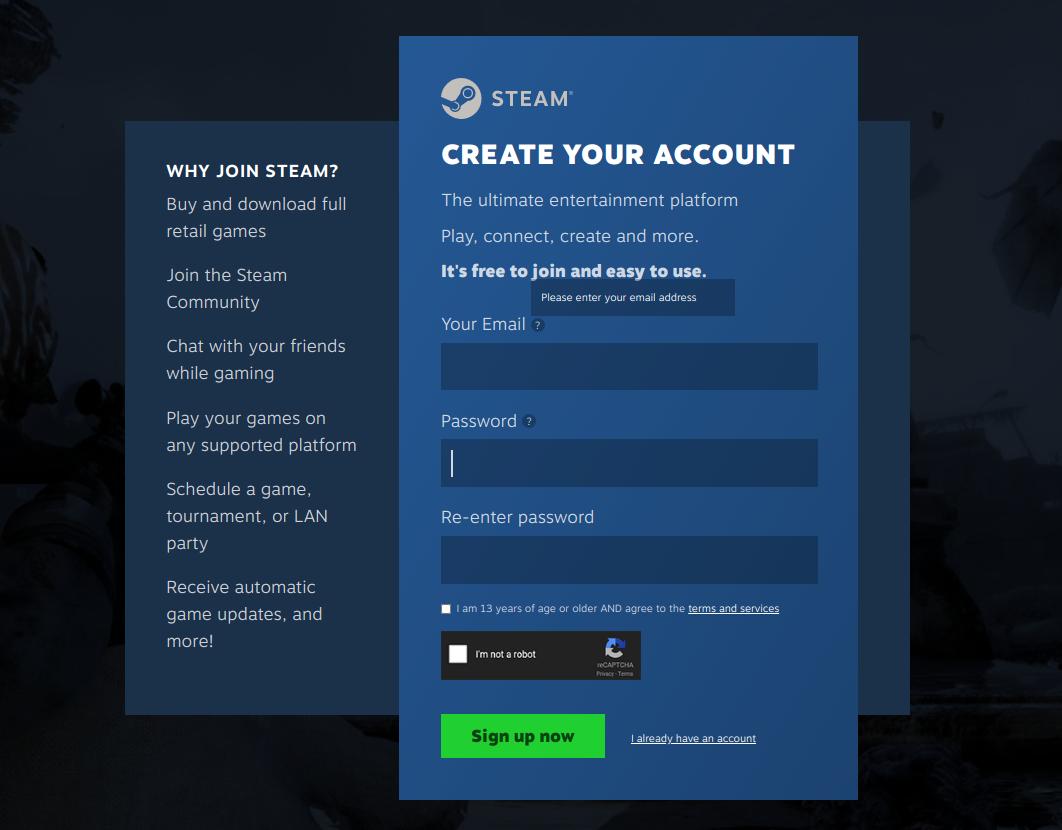 STEAM®
CREATE YOUR ACCOUNT
The ultimate entertainment platform
Play, connect, create and more.
It's free to join and easy to use.
Please enter your email address
Your Email ?
Password ?
Re-enter password
I am 13 years of age or older AND agree to the terms and services
I'm not a robot
reCAPTCHA
Privacy - Terms
Sign up now
I already have an account
WHY JOIN STEAM?
Buy and download full
retail games
Join the Steam
Community
Chat with your friends
while gaming
Play your games on
any supported platform
Schedule a game,
tournament, or LAN
party
Receive automatic
game updates, and
more!